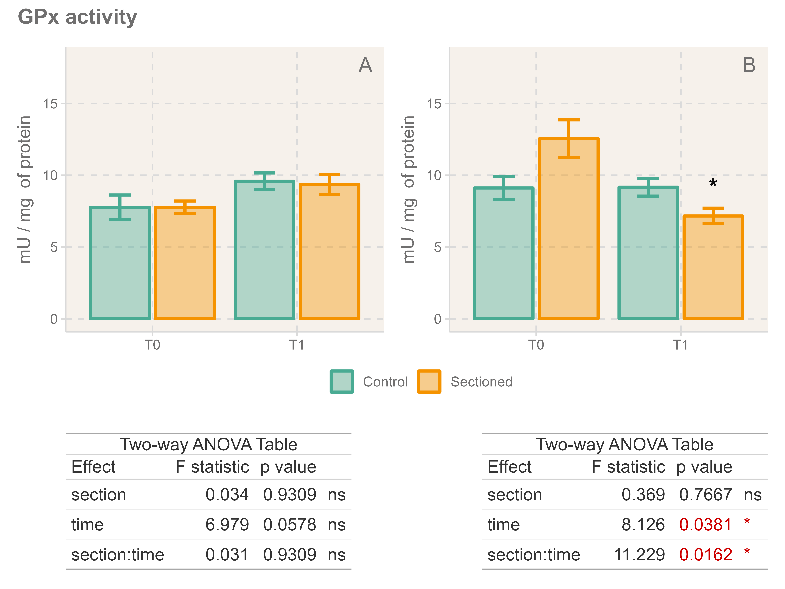 GPx activity
A
mU / mg of protein
15
10
5
0
T0 T1
B
mU / mg of protein
15
10
5
0
*
T0 T1
Control Sectioned
Two-way ANOVA Table
Effect F statistic p value
section 0.034 0.9309 ns
time 6.979 0.0578 ns
section:time 0.031 0.9309 ns
Two-way ANOVA Table
Effect F statistic p value
section 0.369 0.7667 ns
time 8.126 0.0381 *
section:time 11.229 0.0162 *